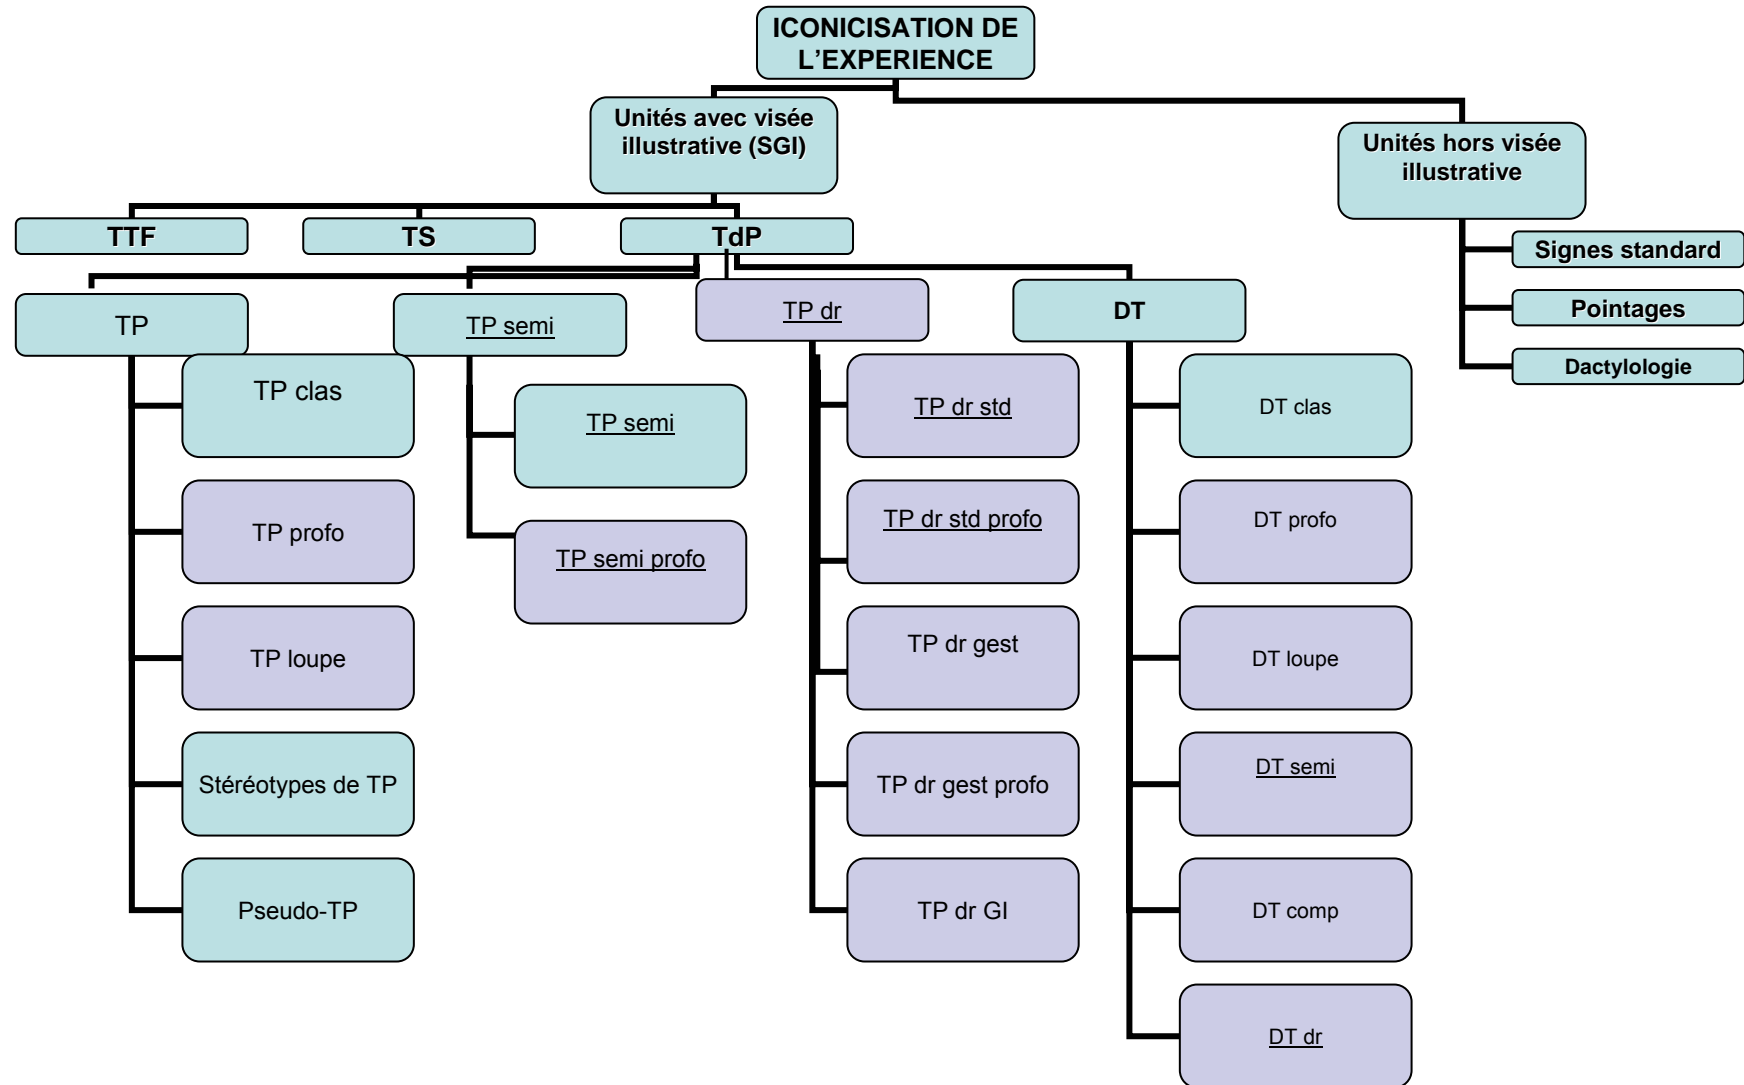 ICONICISATION DE
L'EXPERIENCE
Unités avec visée
illustrative (SGI)
Unités hors visée
illustrative
TTF
TS
TdP
Signes standard
Pointages
Dactylologie
TP
TP semi
TP dr
DT
TP clas
TP profo
TP loupe
Stéréotypes de TP
Pseudo-TP
TP semi
TP semi profo
TP dr std
TP dr std profo
TP dr gest
TP dr gest profo
TP dr GI
DT clas
DT profo
DT loupe
DT semi
DT comp
DT dr